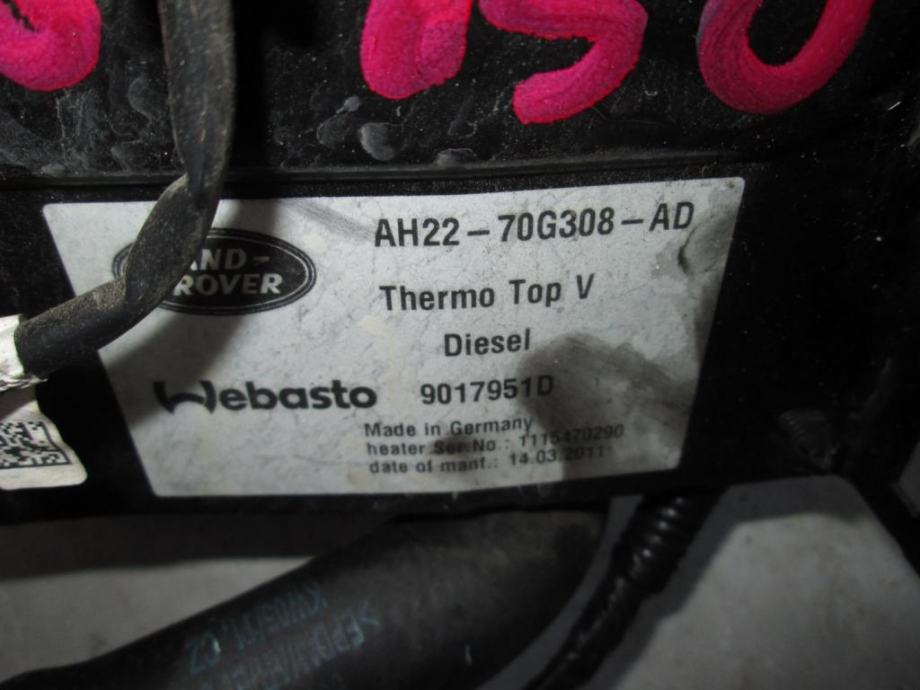 150
AH22-70G308-AD
LAND-
ROVER
Thermo Top V
Diesel
Webasto 9017951D
Made in Germany
heater Ser.No.: 1115470290
date of manf.: 14.03.2011